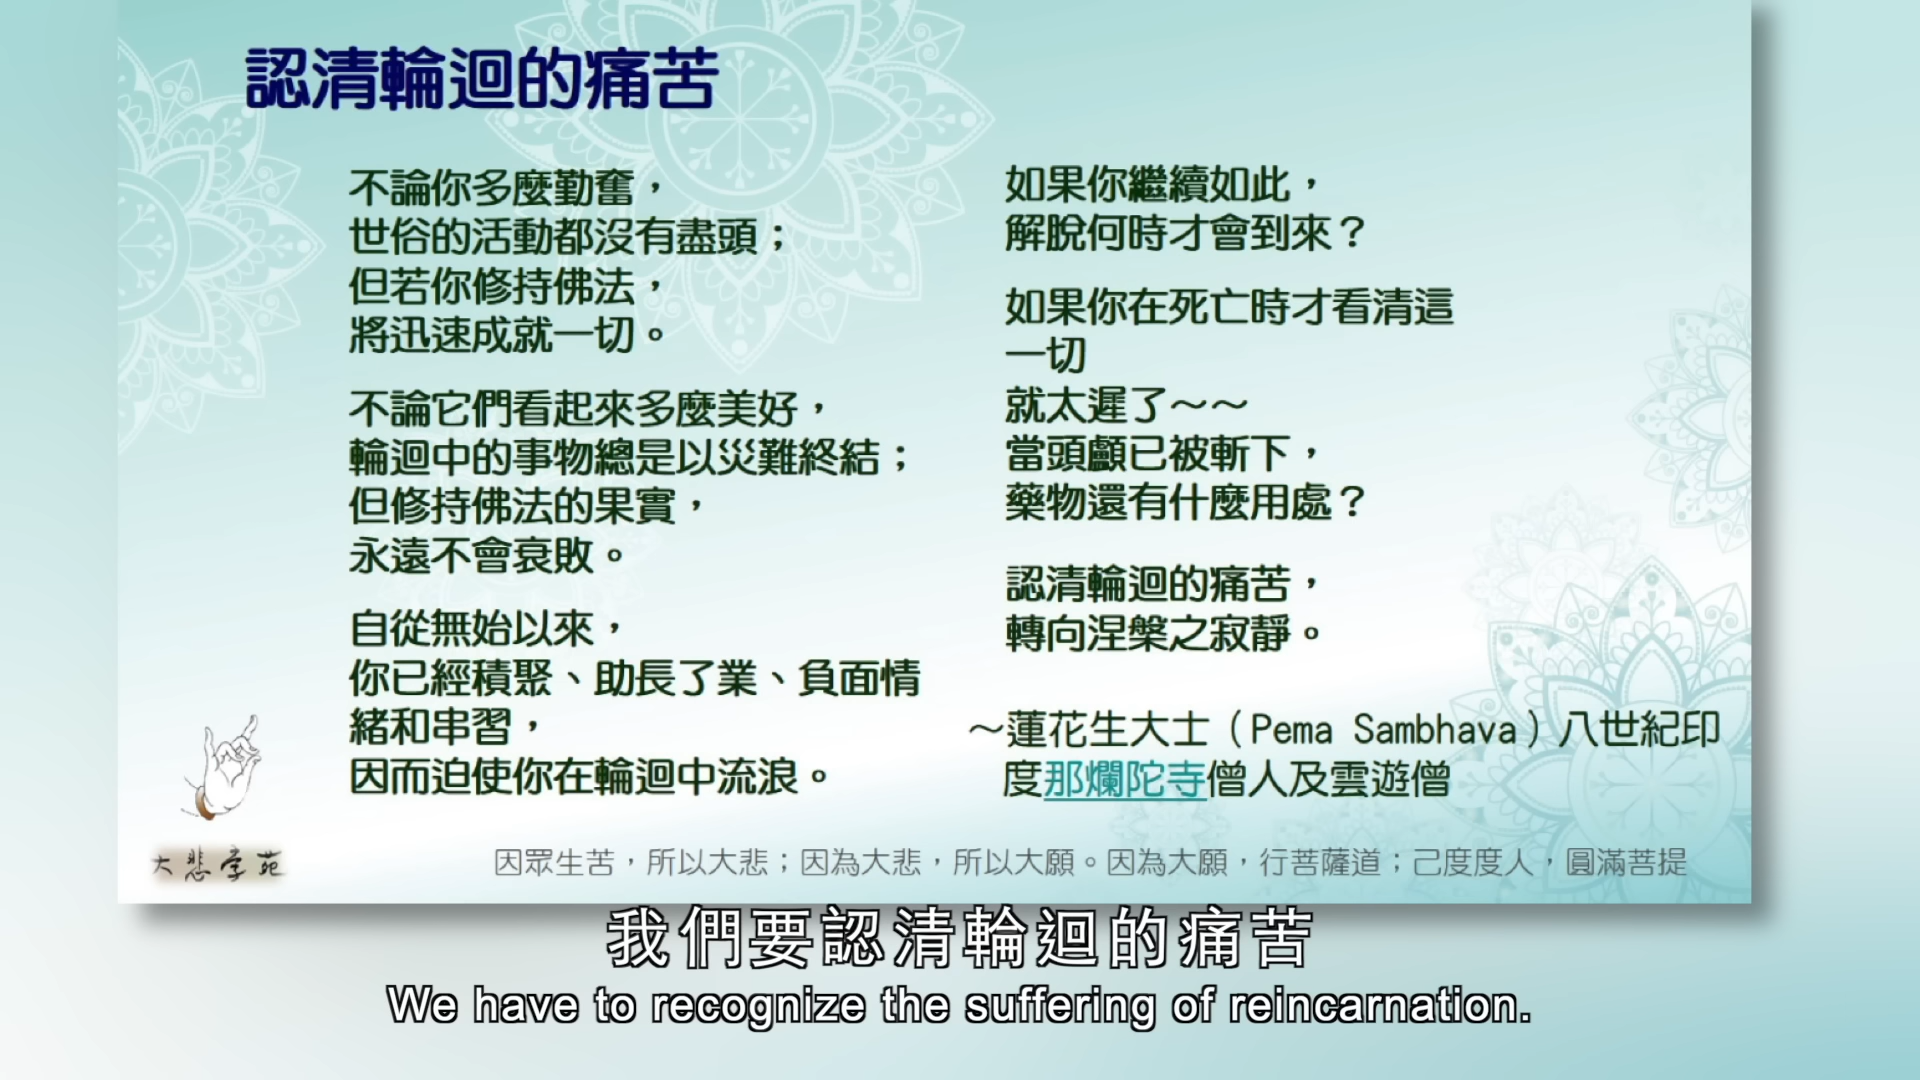 認清輪迴的痛苦
不論你多麼勤奮，
世俗的活動都沒有盡頭；
但若你修持佛法，
將迅速成就一切。
不論它們看起來多麼美好，
輪迴中的事物總是以災難終結；
但修持佛法的果實，
永遠不會衰敗。
自從無始以來，
你已經積聚、助長了業、負面情
緒和串習，
因而迫使你在輪迴中流浪。
如果你繼續如此，
解脫何時才會到來？
如果你在死亡時才看清這
一切
就太遲了～～
當頭顱已被斬下，
藥物還有什麼用處？
認清輪迴的痛苦，
轉向涅槃之寂靜。
～蓮花生大士（Pema Sambhava）八世紀印
度那爛陀寺僧人及雲遊僧
大悲学苑
因眾生苦，所以大悲；因為大悲，所以大願。因為大願，行菩薩道；己度度人，圓滿菩提
我們要認清輪迴的痛苦
We have to recognize the suffering of reincarnation.